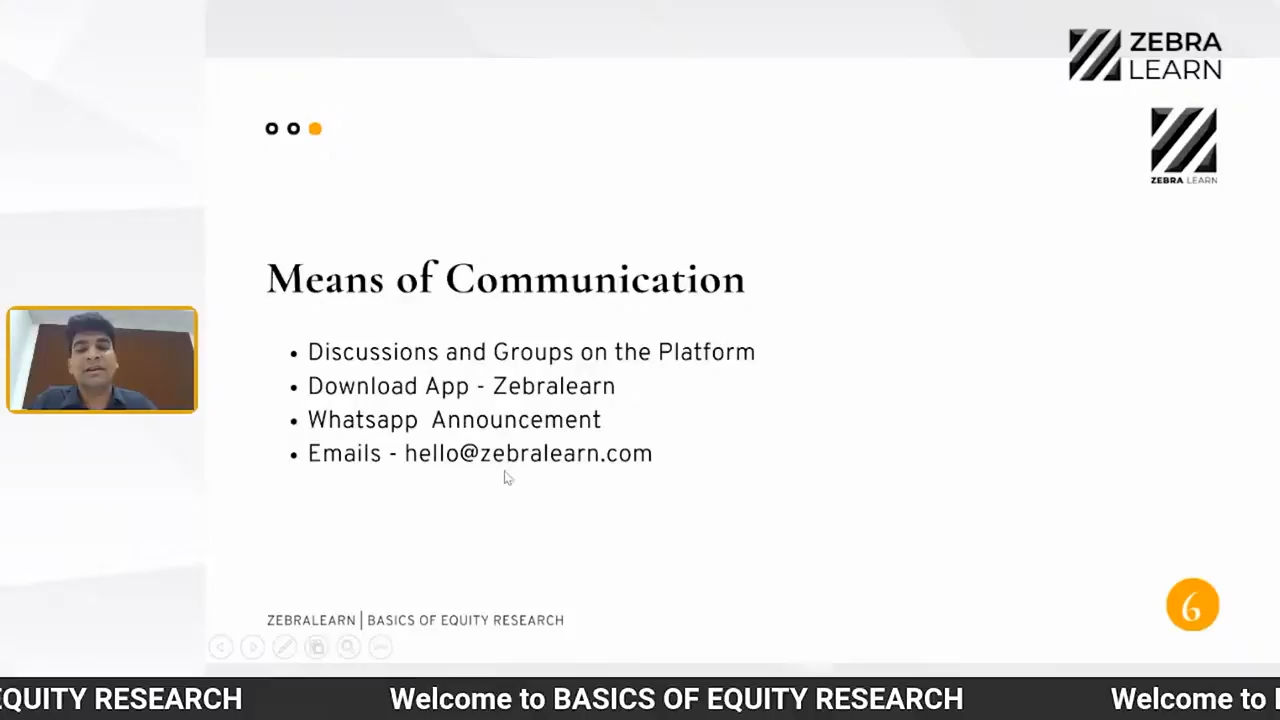 ZEBRA
LEARN
ZEBRA LEARN
Means of Communication
• Discussions and Groups on the Platform
• Download App - Zebralearn
• Whatsapp  Announcement
• Emails - hello@zebralearn.com
ZEBRALEARN | BASICS OF EQUITY RESEARCH
6
EQUITY RESEARCH Welcome to BASICS OF EQUITY RESEARCH Welcome to